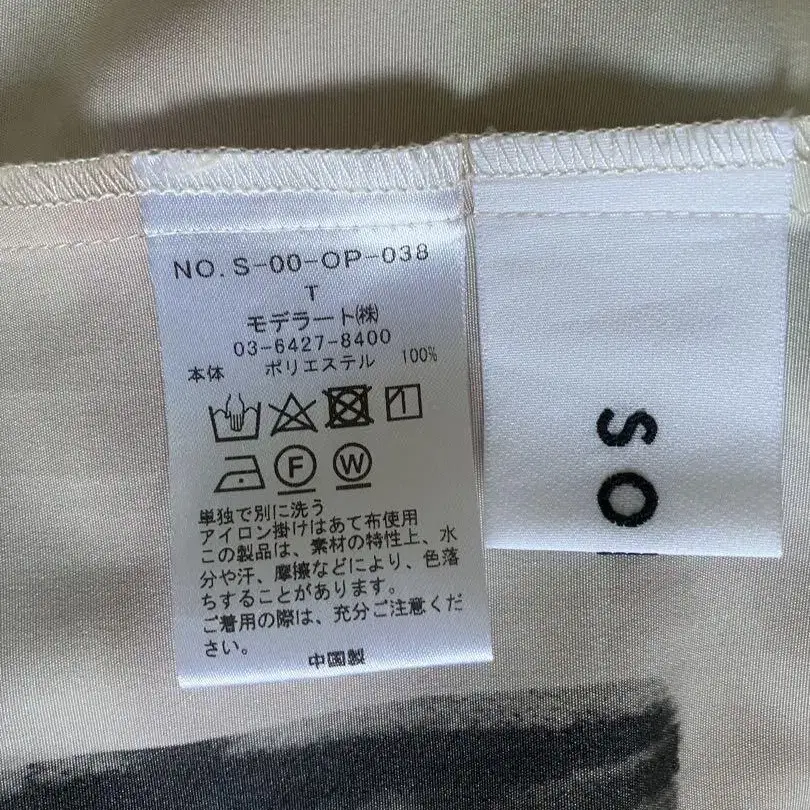 NO. S-00-OP-038
T
モデラート㈱
03-6427-8400
本体 ポリエステル 100%
F W
単独で別に洗う
アイロン掛けはあて布使用
この製品は、素材の特性上、水
分や汗、摩擦などにより、色落
ちすることがあります。
ご着用の際は、充分ご注意くだ
さい。
中国製
S
O